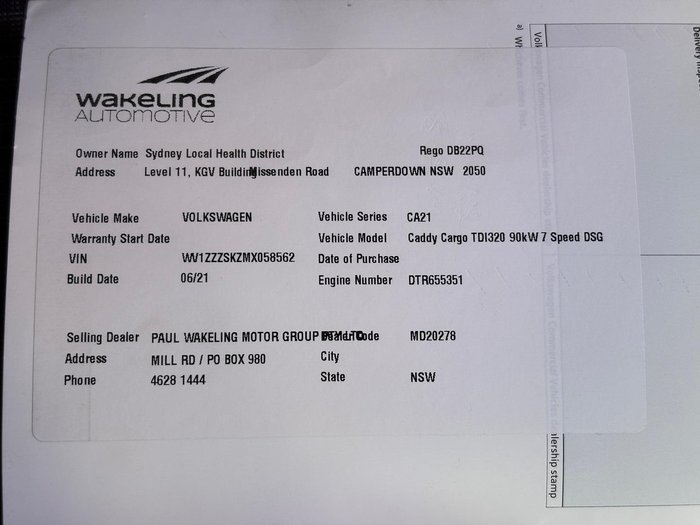 WAKELING
AUTOMOTIVE
Owner Name Sydney Local Health District Rego DB22PQ
Address Level 11, KGV Building Missenden Road CAMPERDOWN NSW 2050
Vehicle Make VOLKSWAGEN Vehicle Series CA21
Warranty Start Date Vehicle Model Caddy Cargo TDI320 90kW 7 Speed DSG
VIN WV1ZZZSKZMX058562 Date of Purchase
Build Date 06/21 Engine Number DTR655351
Selling Dealer PAUL WAKELING MOTOR GROUP PTY LTD Dealer Code MD20278
Address MILL RD / PO BOX 980 City
Phone 4628 1444 State NSW
a)
Delivery